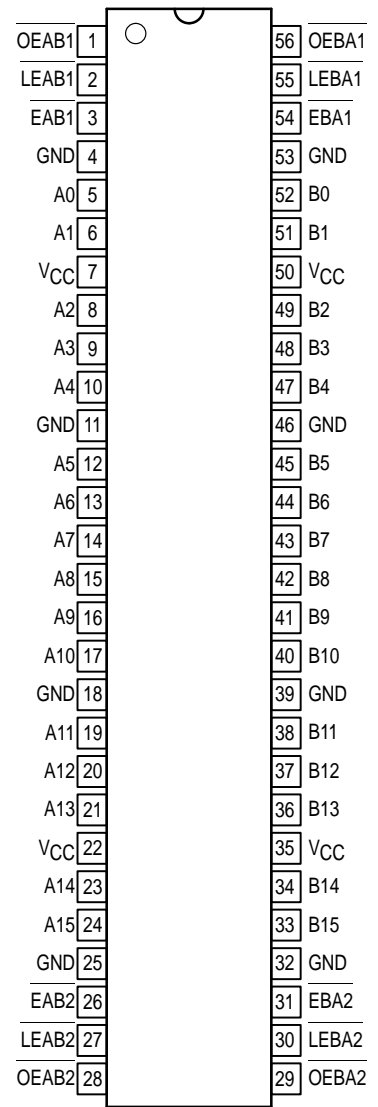 OEAB1 1 56 OEBA1
LEAB1 2 55 LEBA1
EAB1 3 54 EBA1
GND 4 53 GND
A0 5 52 B0
A1 6 51 B1
VCC 7 50 VCC
A2 8 49 B2
A3 9 48 B3
A4 10 47 B4
GND 11 46 GND
A5 12 45 B5
A6 13 44 B6
A7 14 43 B7
A8 15 42 B8
A9 16 41 B9
A10 17 40 B10
GND 18 39 GND
A11 19 38 B11
A12 20 37 B12
A13 21 36 B13
VCC 22 35 VCC
A14 23 34 B14
A15 24 33 B15
GND 25 32 GND
EAB2 26 31 EBA2
LEAB2 27 30 LEBA2
OEAB2 28 29 OEBA2